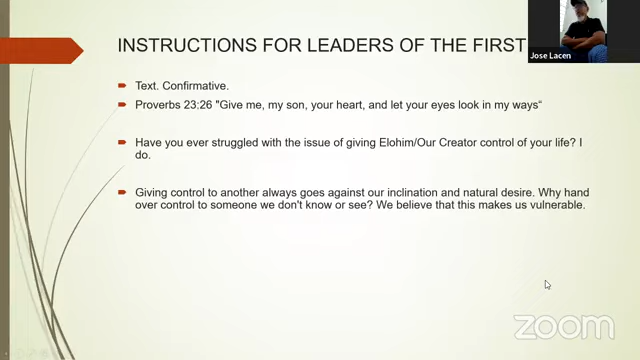 INSTRUCTIONS FOR LEADERS OF THE FIRST
Jose Lacen
Text. Confirmative.
Proverbs 23:26 "Give me, my son, your heart, and let your eyes look in my ways“
Have you ever struggled with the issue of giving Elohim/Our Creator control of your life? I
do.
Giving control to another always goes against our inclination and natural desire. Why hand
over control to someone we don't know or see? We believe that this makes us vulnerable.
zoom